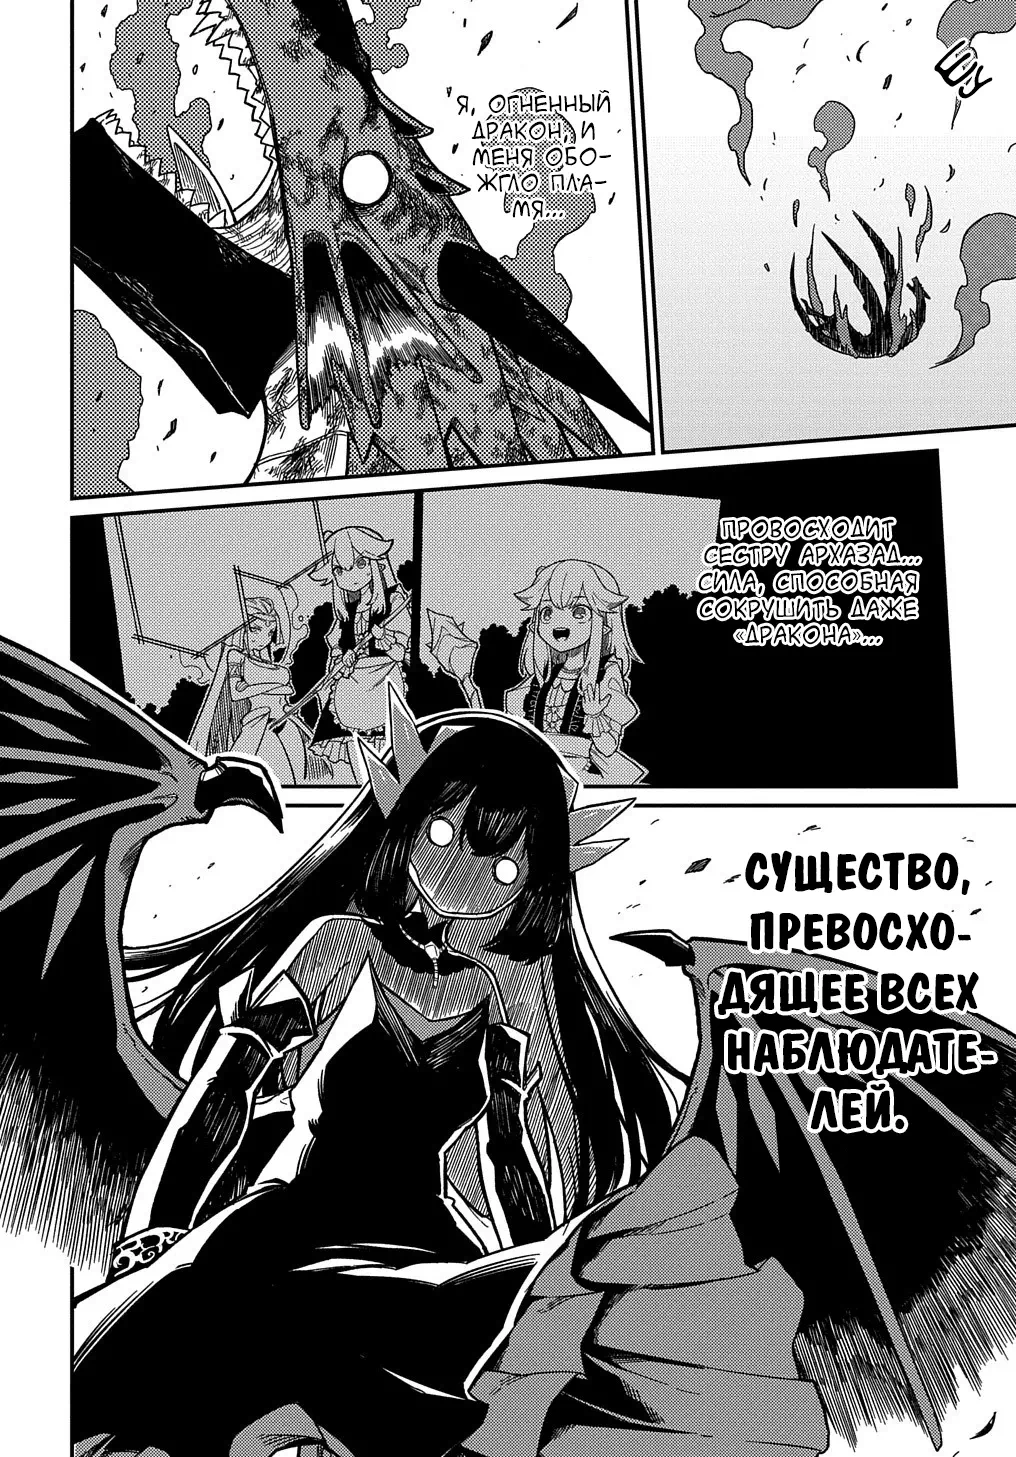 ШУ
Я, ОГНЕННЫЙ
ДРАКОН, И
МЕНЯ ОБО-
ЖГЛО ПЛА-
МЯ...
ПРОВОСХОДИТ
СЕСТРУ АРХАЗАД...
СИЛА, СПОСОБНАЯ
СОКРУШИТЬ ДАЖЕ
«ДРАКОНА»...
СУЩЕСТВО,
ПРЕВОСХО-
ДЯЩЕЕ ВСЕХ
НАБЛЮДАТЕ-
ЛЕЙ.